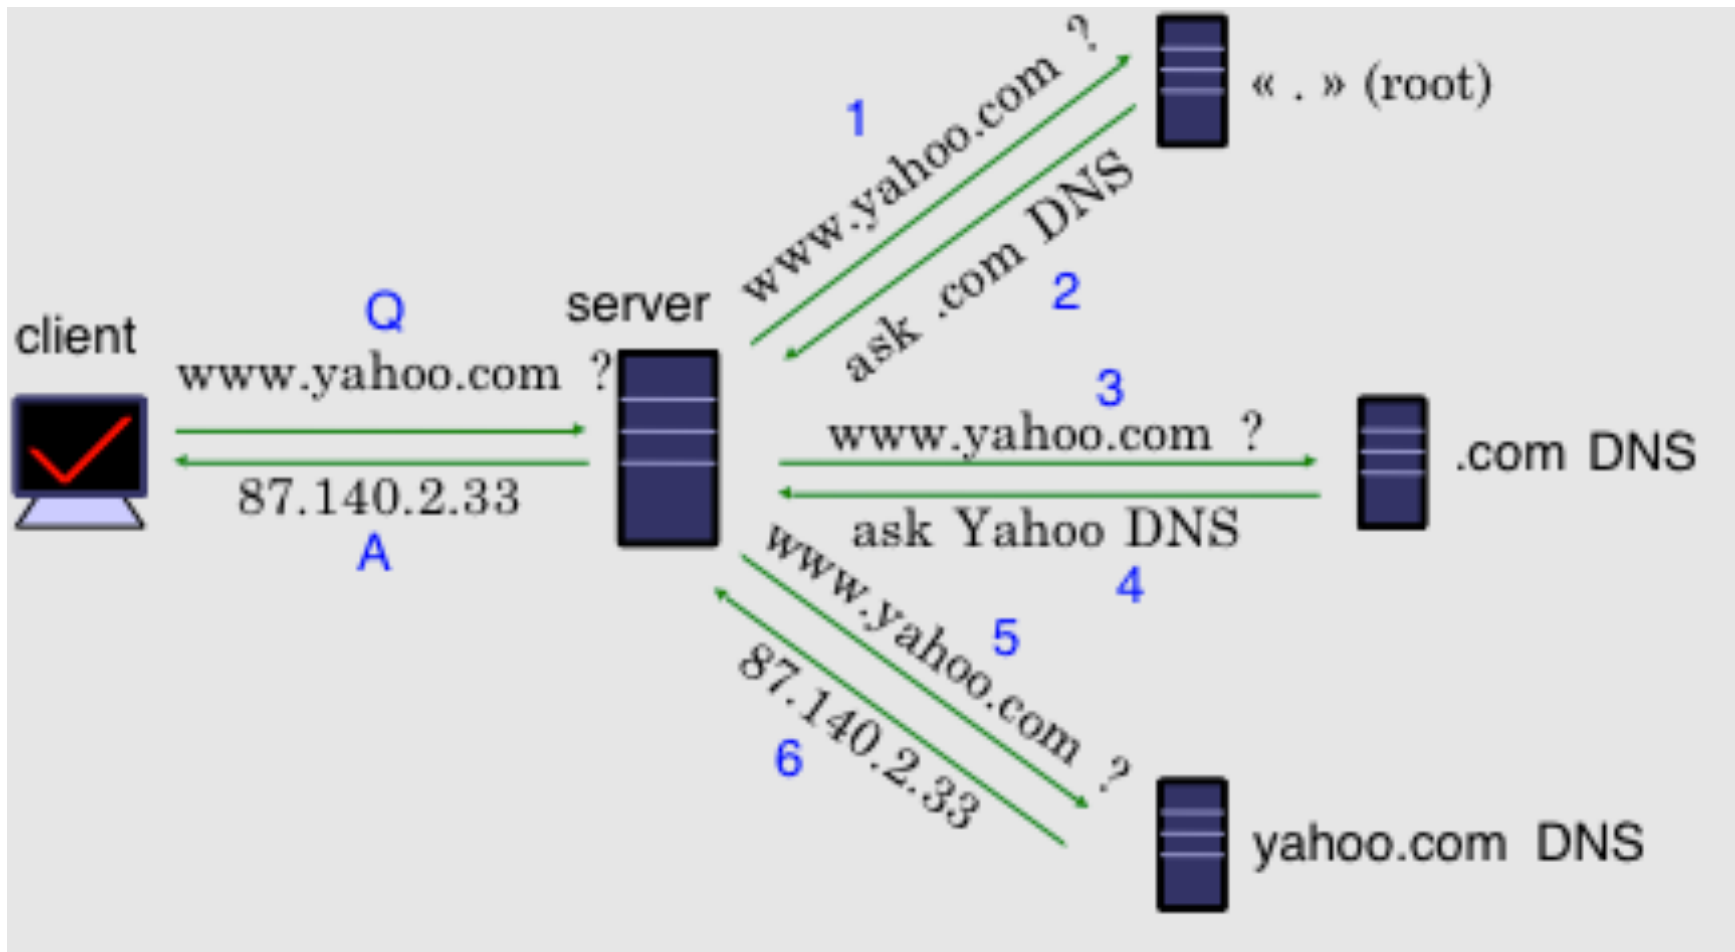 www.yahoo.com ?
1
« . » (root)
ask .com DNS
2
client
Q
server
www.yahoo.com ?
87.140.2.33
A
3
www.yahoo.com ?
.com DNS
ask Yahoo DNS
4
www.yahoo.com ?
5
87.140.2.33
6
yahoo.com DNS